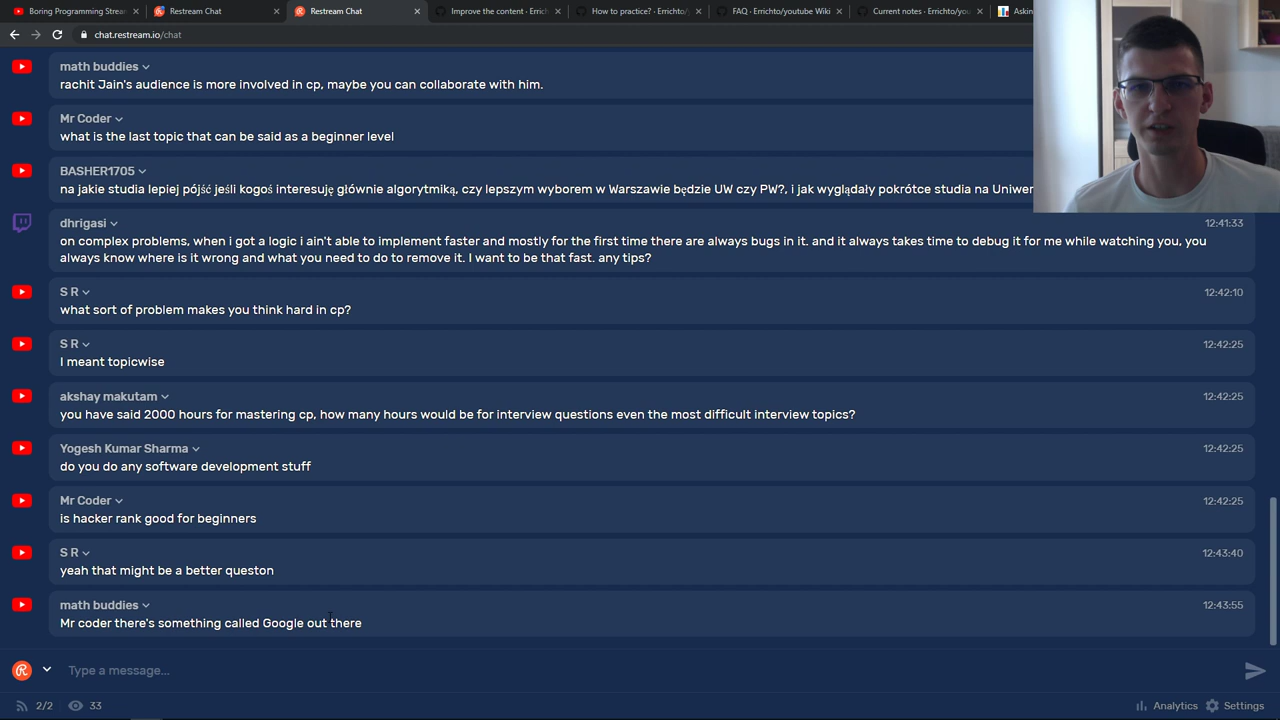 Boring Programming Strea
Restream Chat
Restream Chat
Improve the content · Errich
How to practice? · Errichto/
FAQ · Errichto/youtube Wiki
Current notes · Errichto/yo
Askin
chat.restream.io/chat
math buddies
rachit Jain's audience is more involved in cp, maybe you can collaborate with him.
Mr Coder
what is the last topic that can be said as a beginner level
BASHER1705
na jakie studia lepiej pójść jeśli kogoś interesuję głównie algorytmiką, czy lepszym wyborem w Warszawie będzie UW czy PW?, i jak wyglądały pokrótce studia na Uniwer
dhrigasi
12:41:33
on complex problems, when i got a logic i ain't able to implement faster and mostly for the first time there are always bugs in it. and it always takes time to debug it for me while watching you, you
always know where is it wrong and what you need to do to remove it. I want to be that fast. any tips?
S R
12:42:10
what sort of problem makes you think hard in cp?
S R
12:42:25
I meant topicwise
akshay makutam
12:42:25
you have said 2000 hours for mastering cp, how many hours would be for interview questions even the most difficult interview topics?
Yogesh Kumar Sharma
12:42:25
do you do any software development stuff
Mr Coder
12:42:25
is hacker rank good for beginners
S R
12:43:40
yeah that might be a better queston
math buddies
12:43:55
Mr coder there's something called Google out there
Type a message...
2/2
33
Analytics
Settings